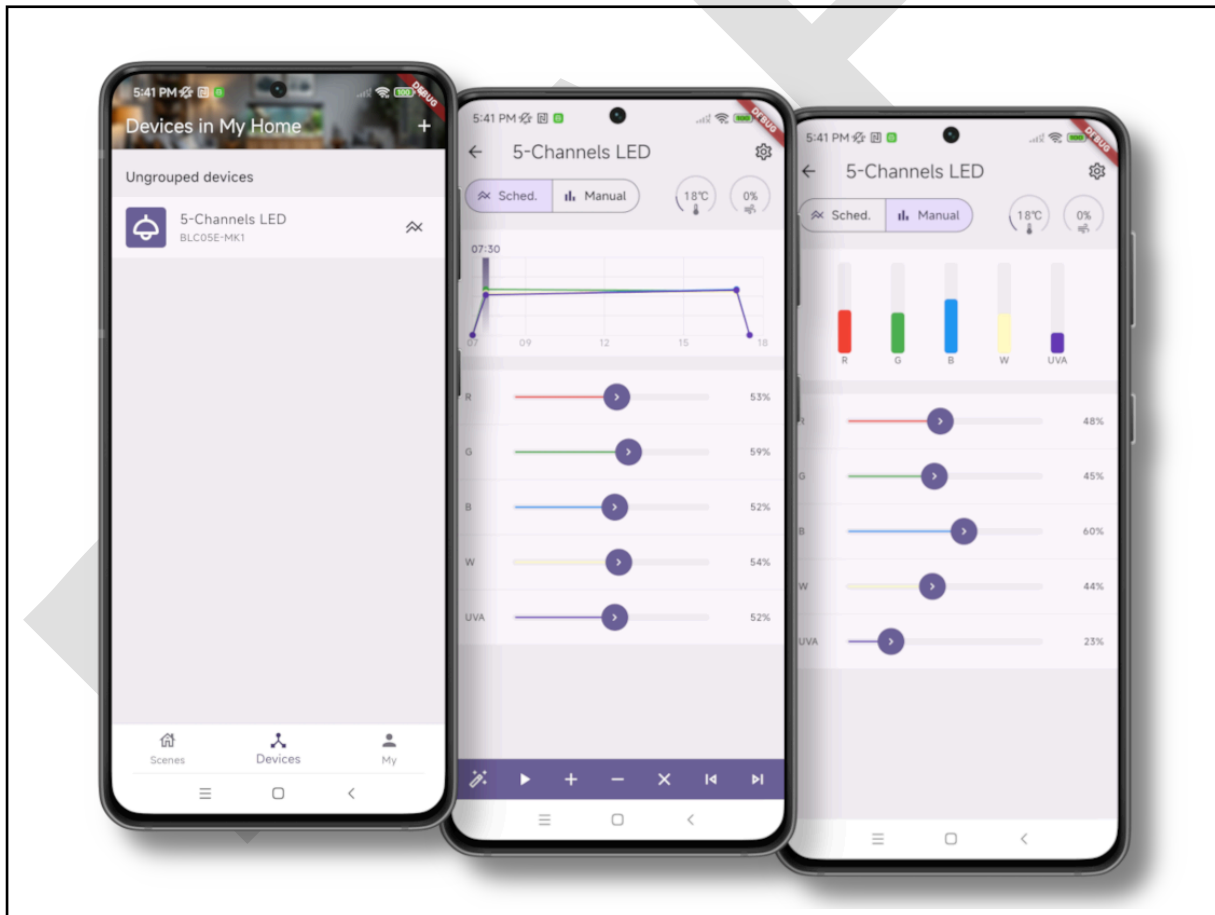 5:41 PM
100
DEBUG
Devices in My Home
+
Ungrouped devices
5-Channels LED
BLC05E-MK1
Scenes
Devices
My
5:41 PM
DEBUG
5-Channels LED
Sched.
Manual
18°C
0%
07:30
07 09 12 15 18
R 53%
G 59%
B 52%
W 54%
UVA 52%
5:41 PM
DEBUG
5-Channels LED
Sched.
Manual
18°C
0%
R G B W UVA
R 48%
G 45%
B 60%
W 44%
UVA 23%